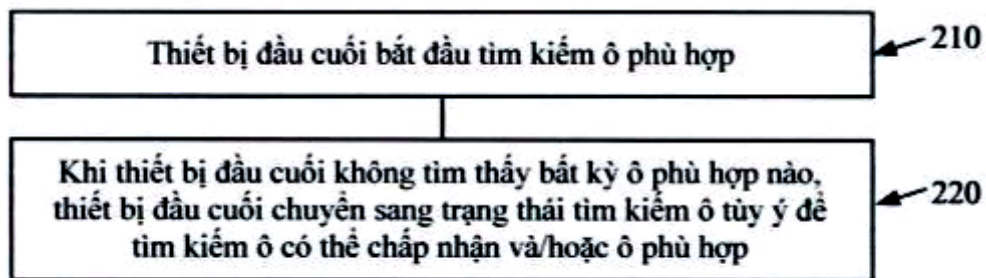 Thiết bị đầu cuối bắt đầu tìm kiếm ô phù hợp
210
Khi thiết bị đầu cuối không tìm thấy bất kỳ ô phù hợp nào,
thiết bị đầu cuối chuyển sang trạng thái tìm kiếm ô tùy ý để
tìm kiếm ô có thể chấp nhận và/hoặc ô phù hợp
220